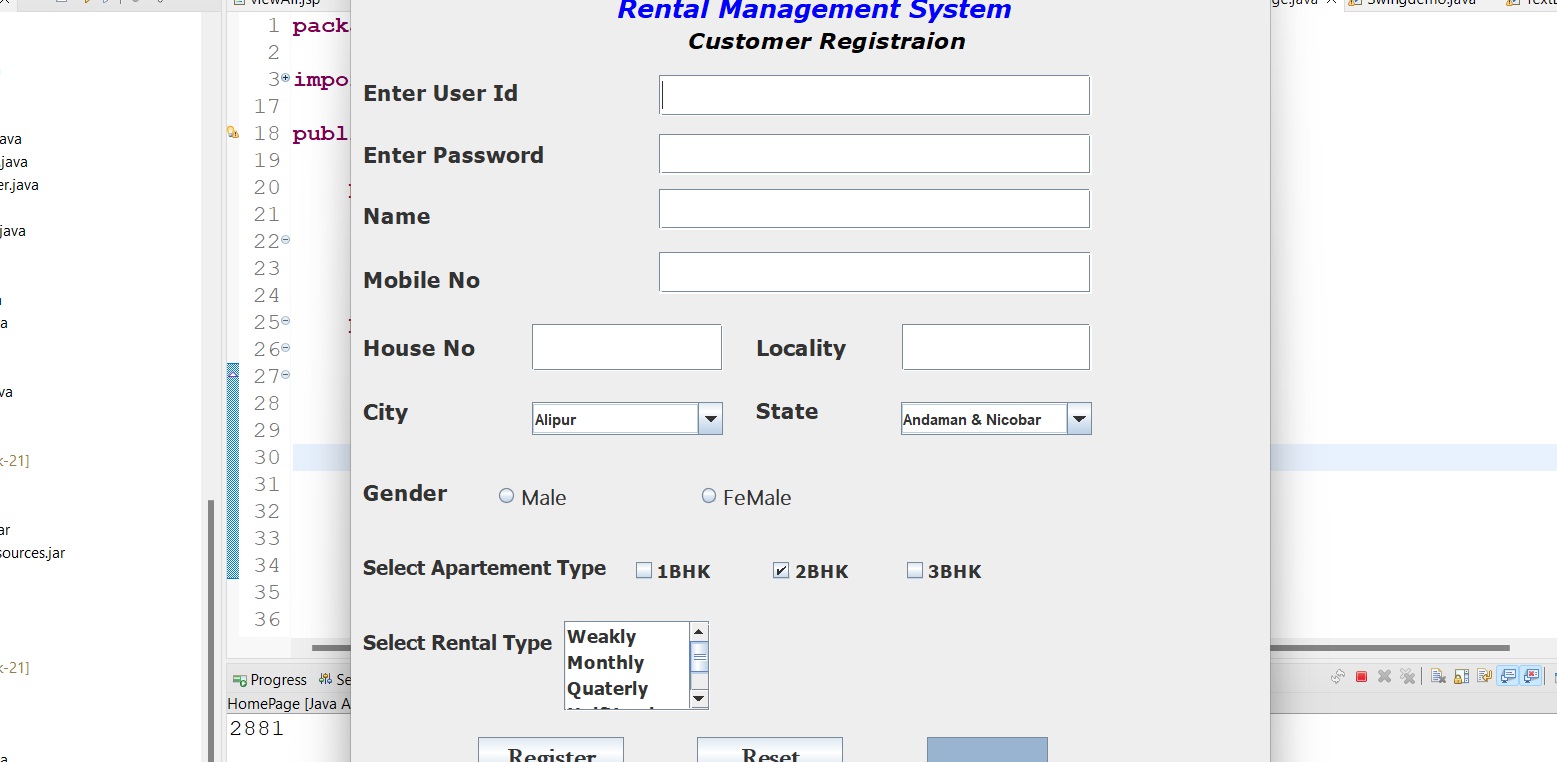 viewAll.jsp
ge.java
Swingdemo.java
Rental Management System
Customer Registraion
1 pack
2
3 impo
17
18 publ
19
20
21
22
23
24
25
26
27
28
29
30
31
32
33
34
35
36
ava
.java
er.java
java
a
va
k-21]
ar
sources.jar
k-21]
a
Enter User Id
Enter Password
Name
Mobile No
House No Locality
City Alipur State Andaman & Nicobar
Gender Male FeMale
Select Apartement Type 1BHK 2BHK 3BHK
Select Rental Type Weakly
Monthly
Quaterly
Register Reset
Progress Se
HomePage [Java A
2881